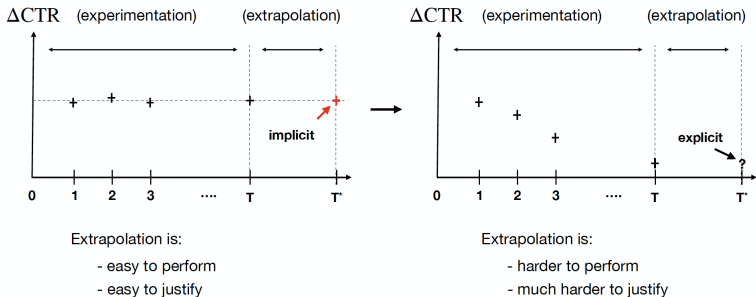 ΔCTR (experimentation) (extrapolation)
implicit
0 1 2 3 .... T T*
Extrapolation is:
- easy to perform
- easy to justify
ΔCTR (experimentation) (extrapolation)
explicit
?
0 1 2 3 .... T T*
Extrapolation is:
- harder to perform
- much harder to justify